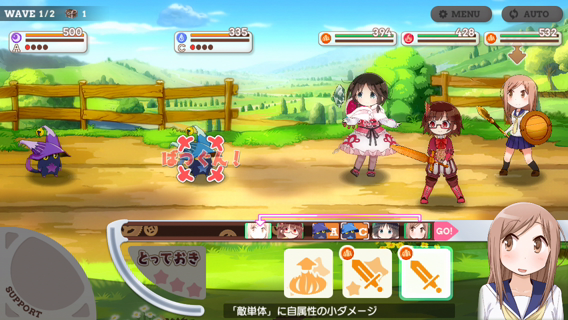 WAVE 1/2 1
MENU
AUTO
500
A
335
C
394
428
532
ばつぐん!
A
C
GO!
とっておき
SUPPORT
「敵単体」に自属性の小ダメージ